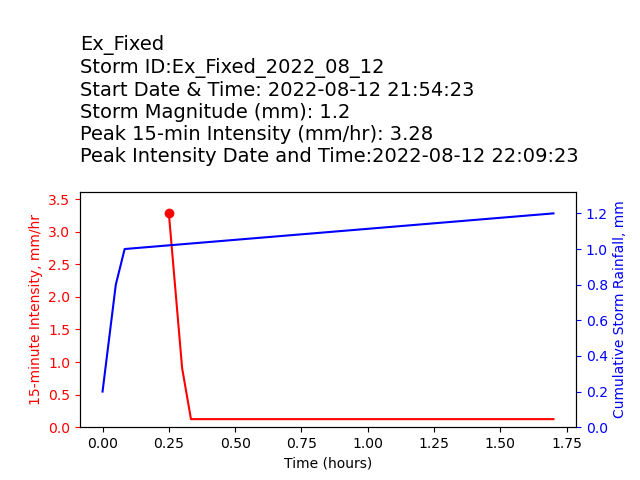 Ex_Fixed
Storm ID:Ex_Fixed_2022_08_12
Start Date & Time: 2022-08-12 21:54:23
Storm Magnitude (mm): 1.2
Peak 15-min Intensity (mm/hr): 3.28
Peak Intensity Date and Time:2022-08-12 22:09:23
15-minute Intensity, mm/hr
3.5
3.0
2.5
2.0
1.5
1.0
0.5
0.0
1.2
1.0
0.8
0.6
0.4
0.2
0.0
Cumulative Storm Rainfall, mm
0.00 0.25 0.50 0.75 1.00 1.25 1.50 1.75
Time (hours)